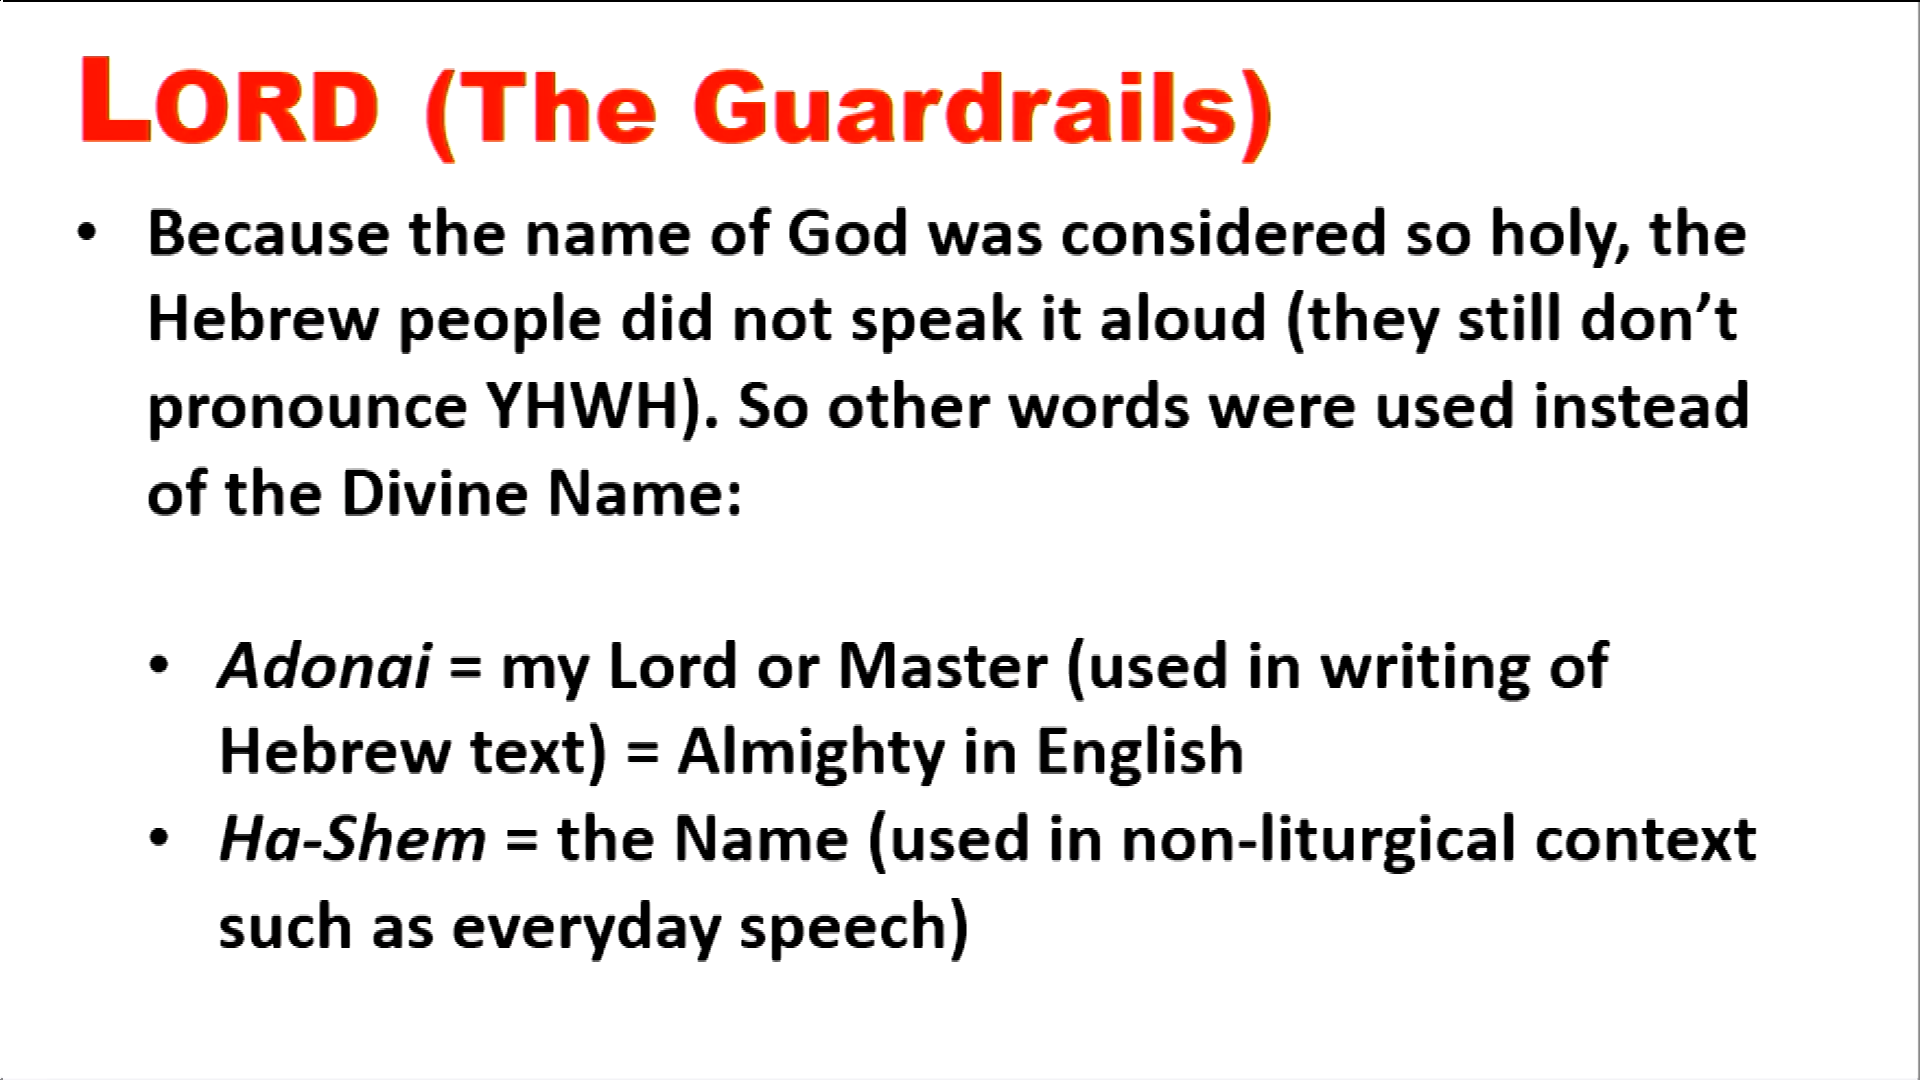 LORD (The Guardrails)
• Because the name of God was considered so holy, the
Hebrew people did not speak it aloud (they still don’t
pronounce YHWH). So other words were used instead
of the Divine Name:
• Adonai = my Lord or Master (used in writing of
Hebrew text) = Almighty in English
• Ha-Shem = the Name (used in non-liturgical context
such as everyday speech)